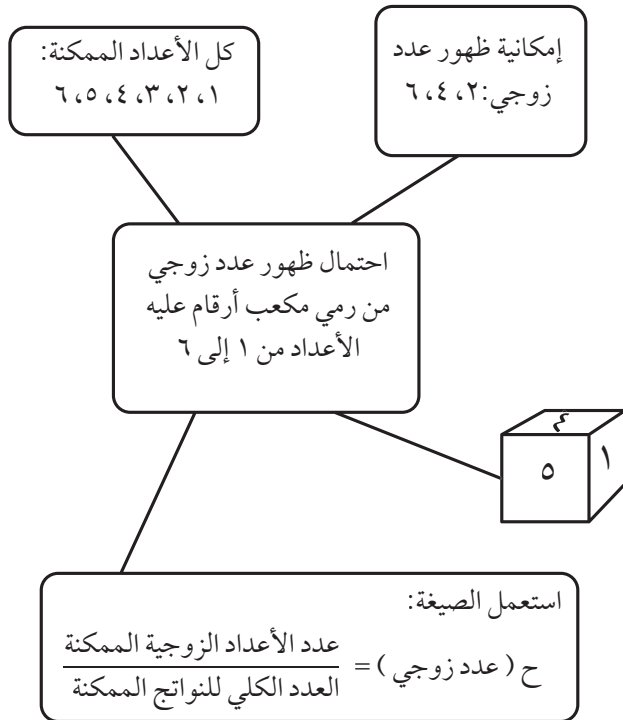 إمكانية ظهور عدد
زوجي: ٢، ٤، ٦
كل الأعداد الممكنة:
١، ٢، ٣، ٤، ٥، ٦
احتمال ظهور عدد زوجي
من رمي مكعب أرقام عليه
الأعداد من ١ إلى ٦
٤
٥
١
استعمل الصيغة:
ح ( عدد زوجي ) = عدد الأعداد الزوجية الممكنة
العدد الكلي للنواتج الممكنة